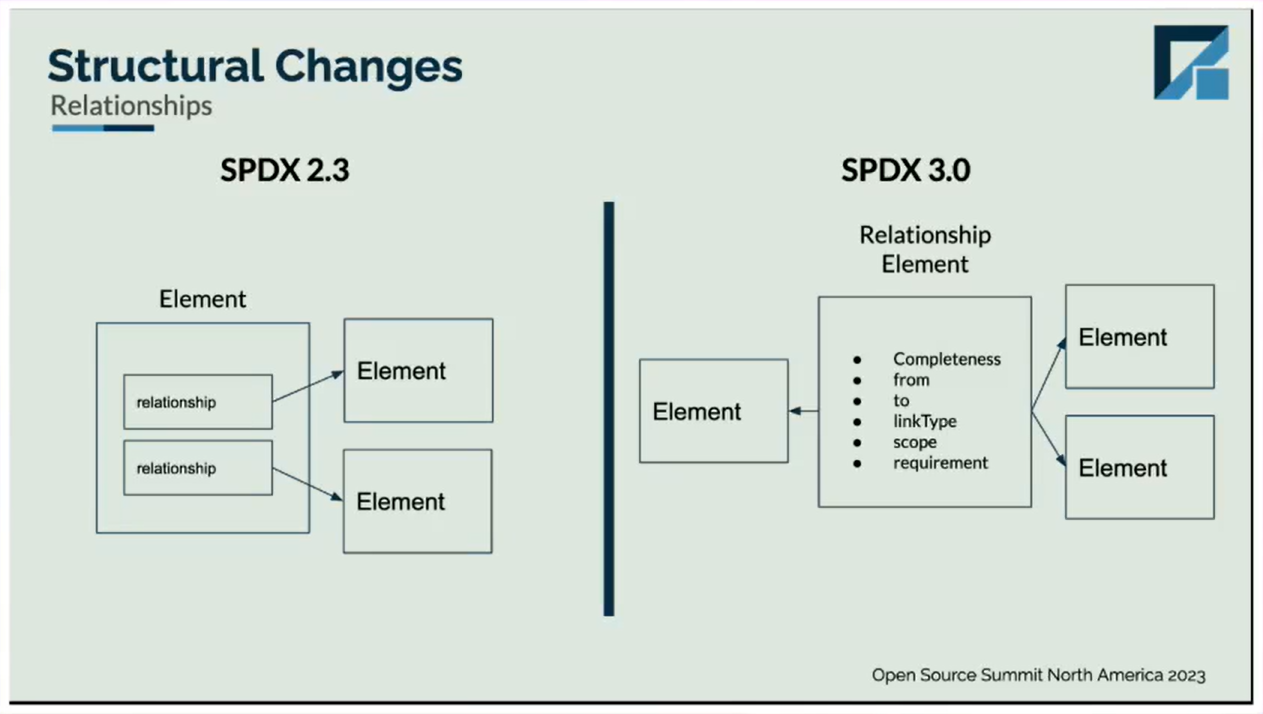 Structural Changes
Relationships
SPDX 2.3
Element
relationship
relationship
Element
Element
SPDX 3.0
Relationship
Element
Element
● Completeness
● from
● to
● linkType
● scope
● requirement
Element
Element
Open Source Summit North America 2023